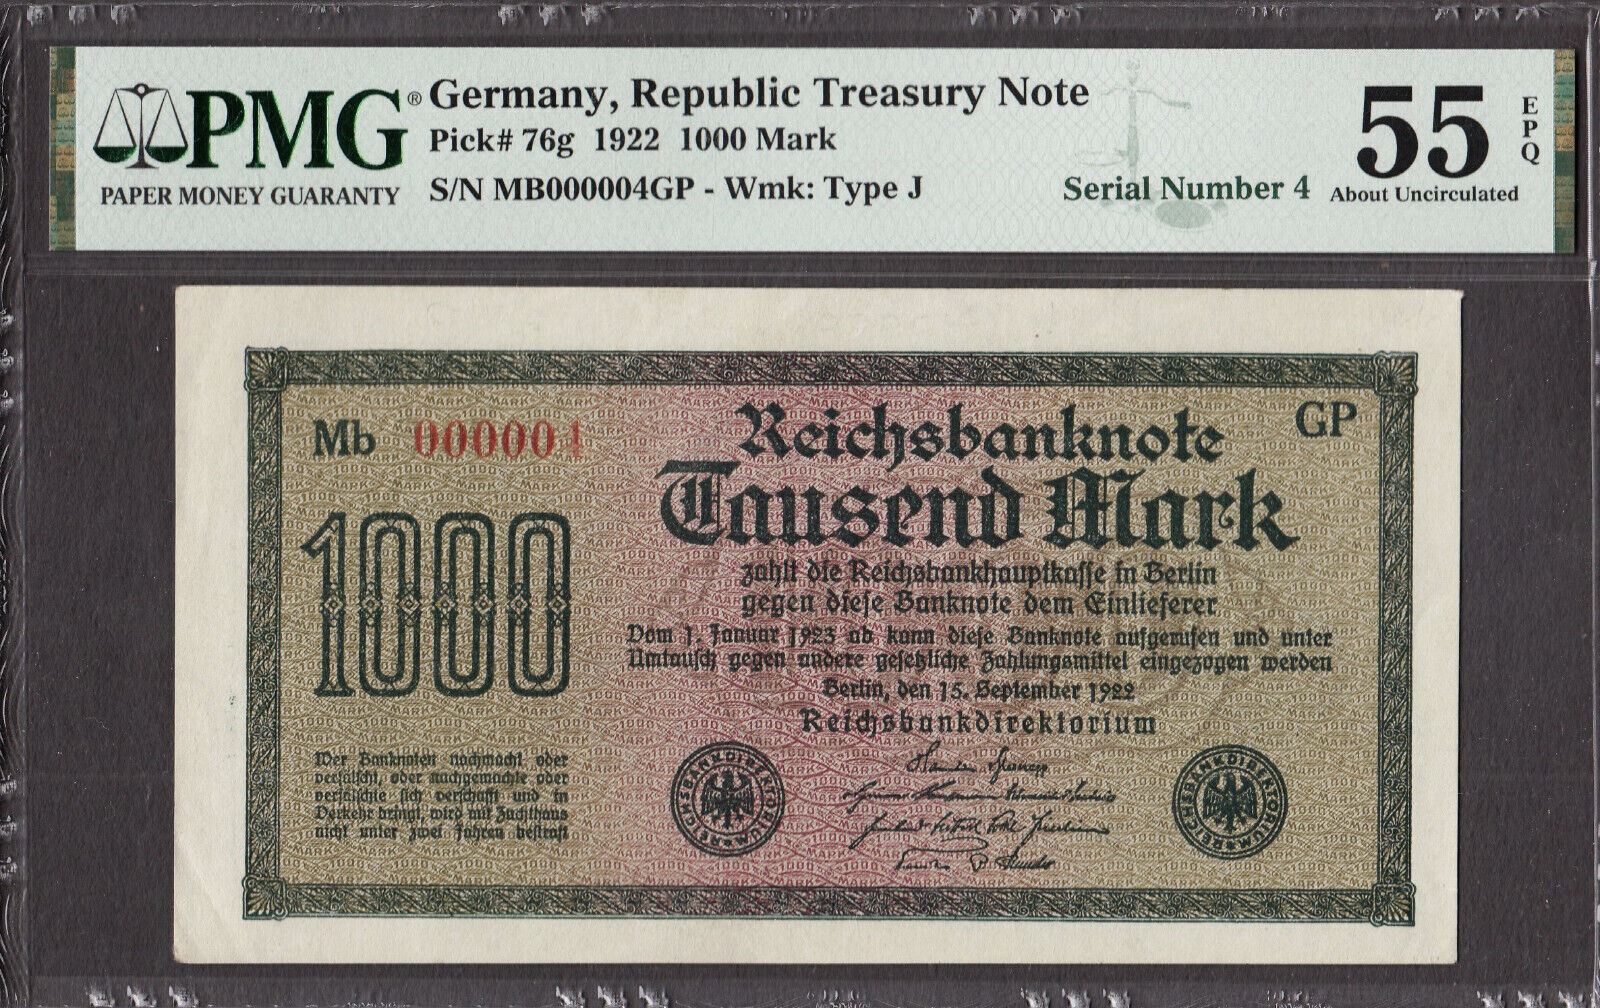 PMG®
PAPER MONEY GUARANTY
Germany, Republic Treasury Note
Pick# 76g 1922 1000 Mark
S/N MB000004GP - Wmk: Type J
Serial Number 4
55
EPQ
About Uncirculated
Mb 000004
GP
Reichsbanknote
Tausend Mark
1000
zahlt die Reichsbankhauptkasse in Berlin
gegen diese Banknote dem Einlieferer
Vom 1. Januar 1923 ab kann diese Banknote aufgerufen und unter
Umtausch gegen andere gesetzliche Zahlungsmittel eingezogen werden
Berlin, den 15. September 1922
Reichsbankdirektorium
Wer Banknoten nachmacht oder
verfälscht, oder nachgemachte oder
verfälschte sich verschafft und in
Verkehr bringt, wird mit Zuchthaus
nicht unter zwei Jahren bestraft
REICHSBANKDIREKTORIUM
REICHSBANKDIREKTORIUM